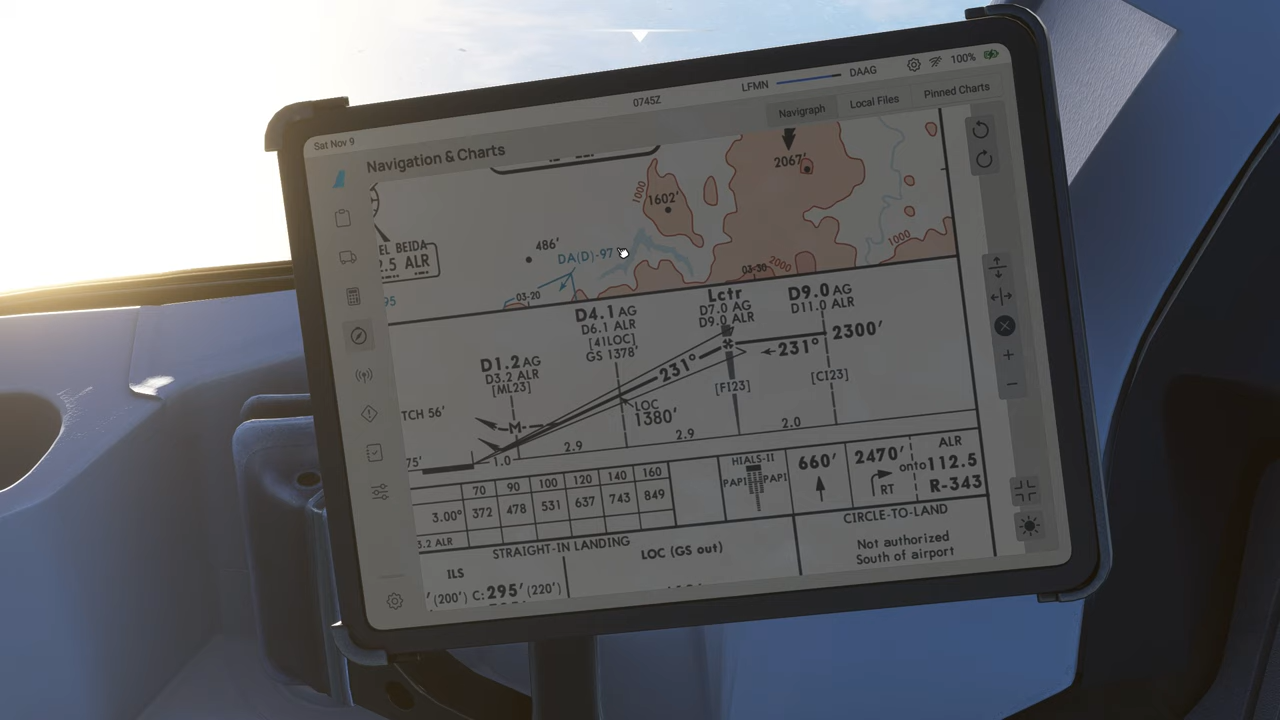 LFMN DAAG 100%
0745Z
Sat Nov 9
Navigraph Local Files Pinned Charts
Navigation & Charts
2067'
1000
1602'
EL BEIDA
2.5 ALR
486'
DA(D)-97
95
1000
03-30 2000
03-20
Lctr
D7.0 AG
D9.0 ALR
D9.0 AG
D11.0 ALR
D4.1 AG
D6.1 ALR
[41LOC]
GS 1378'
D1.2 AG
D3.2 ALR
[ML23]
2300'
231°
231°
[FI23]
[CI23]
TCH 56'
M
LOC
1380'
75'
1.0
2.9
2.9
2.0
70 90 100 120 140 160
3.00° 372 478 531 637 743 849
3.2 ALR
HIALS-II
PAPI PAPI
660'
2470'
RT
onto
ALR
112.5
R-343
STRAIGHT-IN LANDING
ILS
LOC (GS out)
CIRCLE-TO-LAND
Not authorized
South of airport
(200') C: 295' (220')